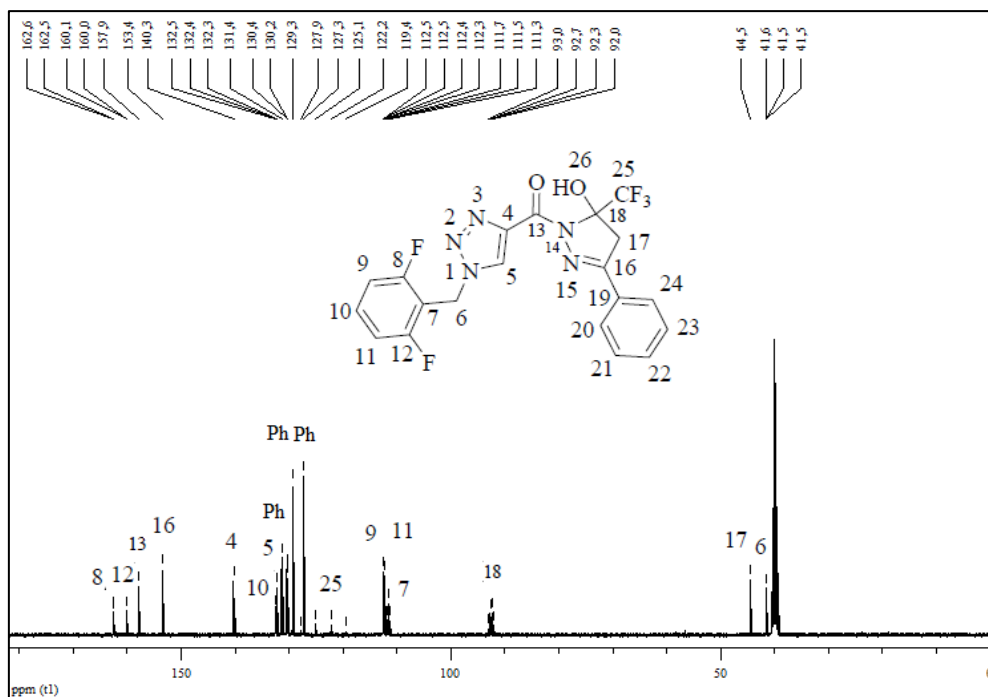 162,6
162,5
160,1
160,0
157,9
153,4
140,3
132,5
132,4
132,3
131,4
130,4
130,2
129,3
127,9
127,3
125,1
122,2
119,4
112,5
112,5
112,4
112,3
111,7
111,5
111,3
93,0
92,7
92,3
92,0
44,5
41,6
41,5
41,5
26 25
HO CF3
O
3 N 4 13 N 14 18 17
2 N
N 1 5 N 15 16
F 8
9 10 11 12 7 6
F
19 24
20 23
21 22
Ph Ph
Ph
8 12 13 16 4 10 5 25 9 11 7 18 17 6
150 100 50 0
ppm (t1)